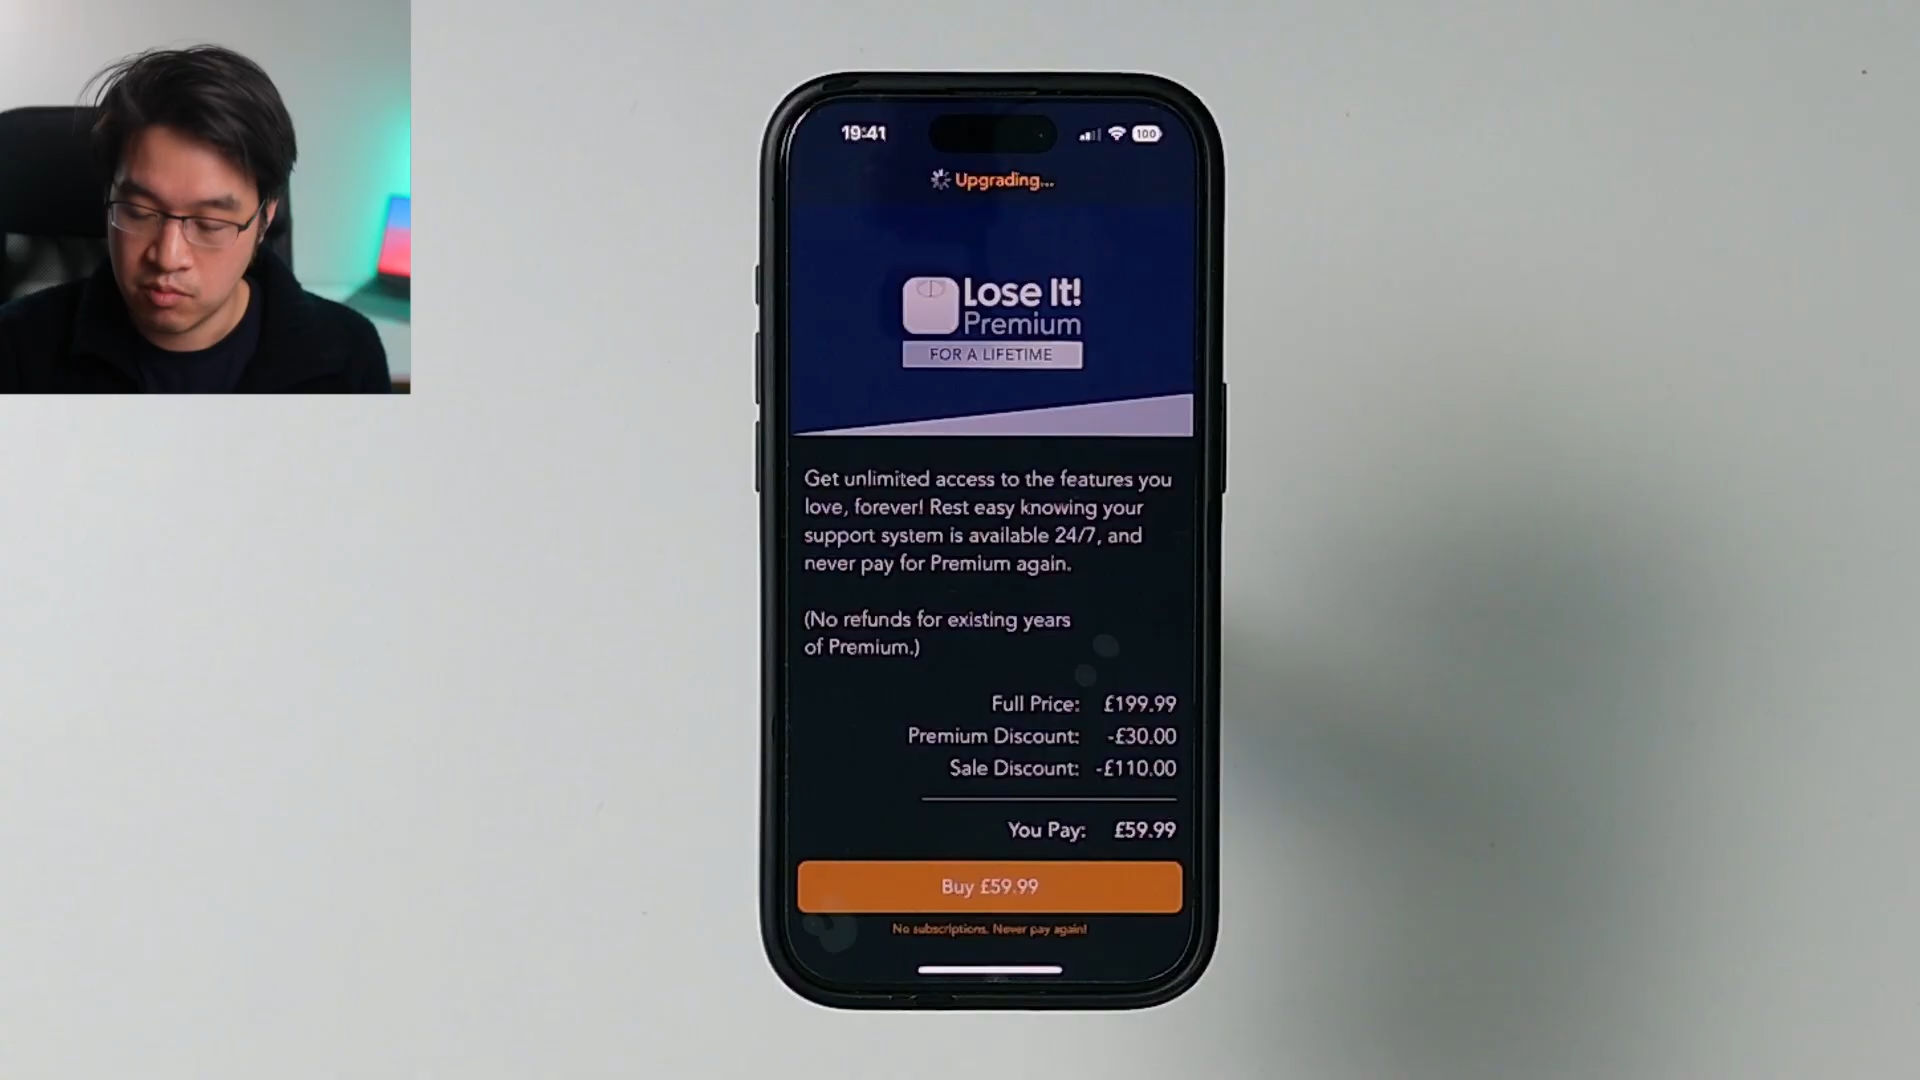 19:41
100
Upgrading...
Lose It!
Premium
FOR A LIFETIME
Get unlimited access to the features you
love, forever! Rest easy knowing your
support system is available 24/7, and
never pay for Premium again.
(No refunds for existing years
of Premium.)
Full Price: £199.99
Premium Discount: -£30.00
Sale Discount: -£110.00
You Pay: £59.99
Buy £59.99
No subscriptions. Never pay again!